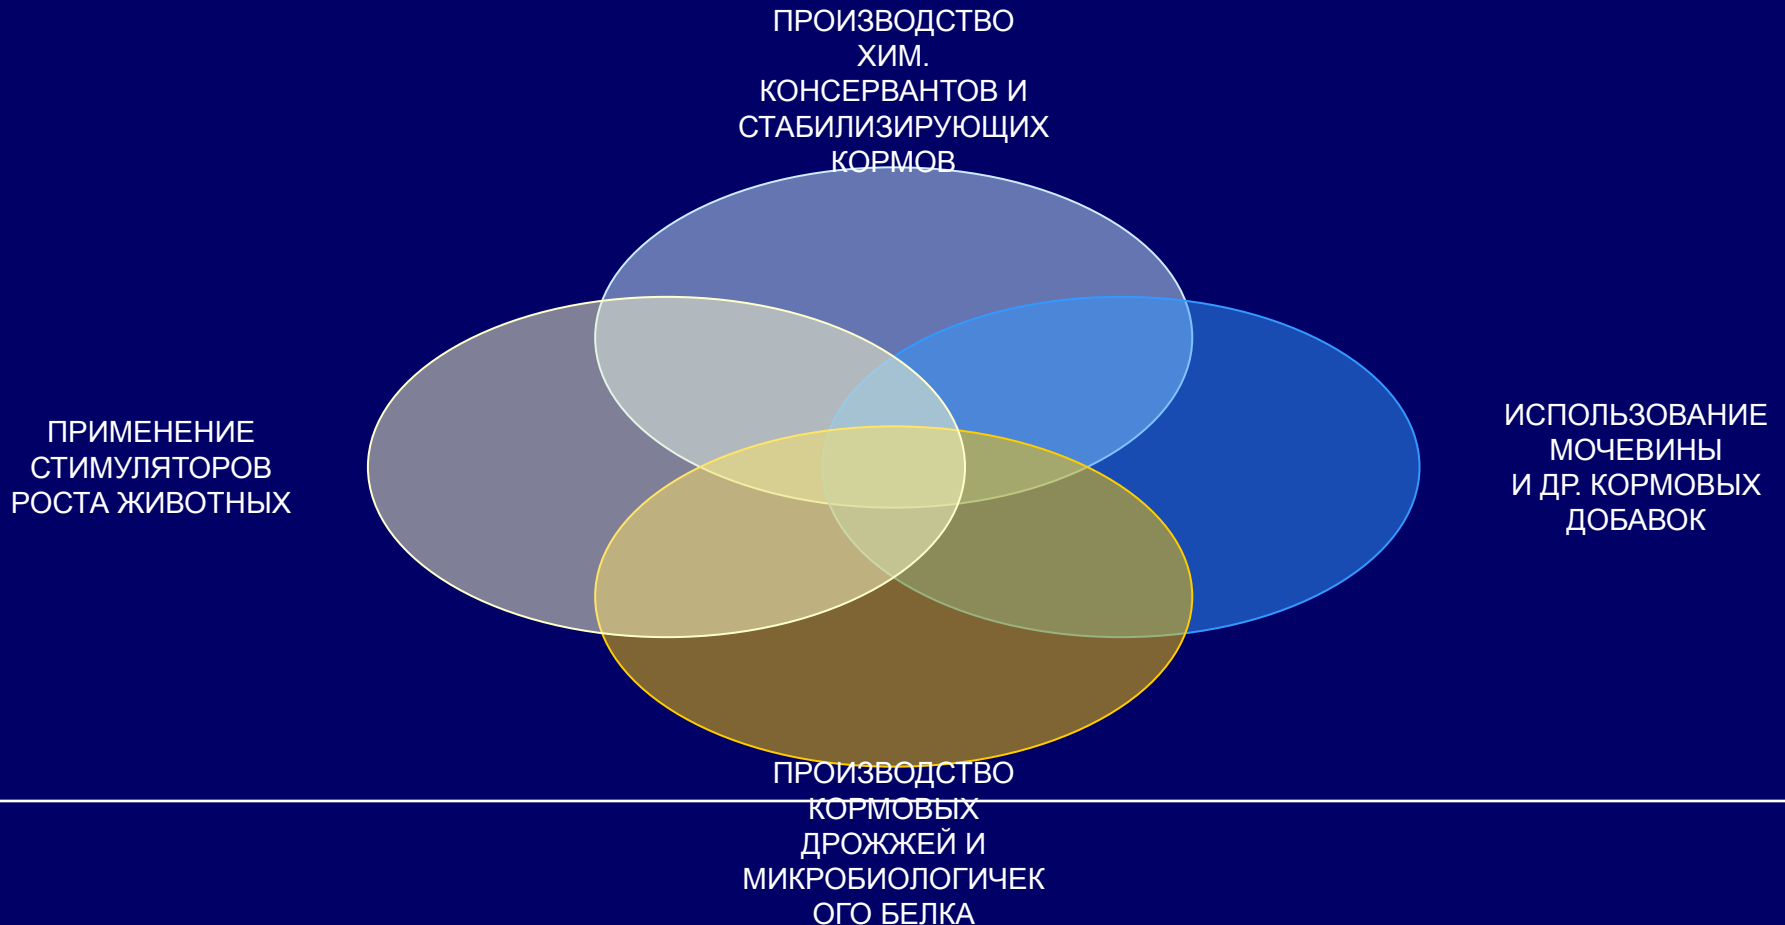 ПРОИЗВОДСТВО
ХИМ.
КОНСЕРВАНТОВ И
СТАБИЛИЗИРУЮЩИХ
КОРМОВ
ПРИМЕНЕНИЕ
СТИМУЛЯТОРОВ
РОСТА ЖИВОТНЫХ
ИСПОЛЬЗОВАНИЕ
МОЧЕВИНЫ
И ДР. КОРМОВЫХ
ДОБАВОК
ПРОИЗВОДСТВО
КОРМОВЫХ
ДРОЖЖЕЙ И
МИКРОБИОЛОГИЧЕК
ОГО БЕЛКА